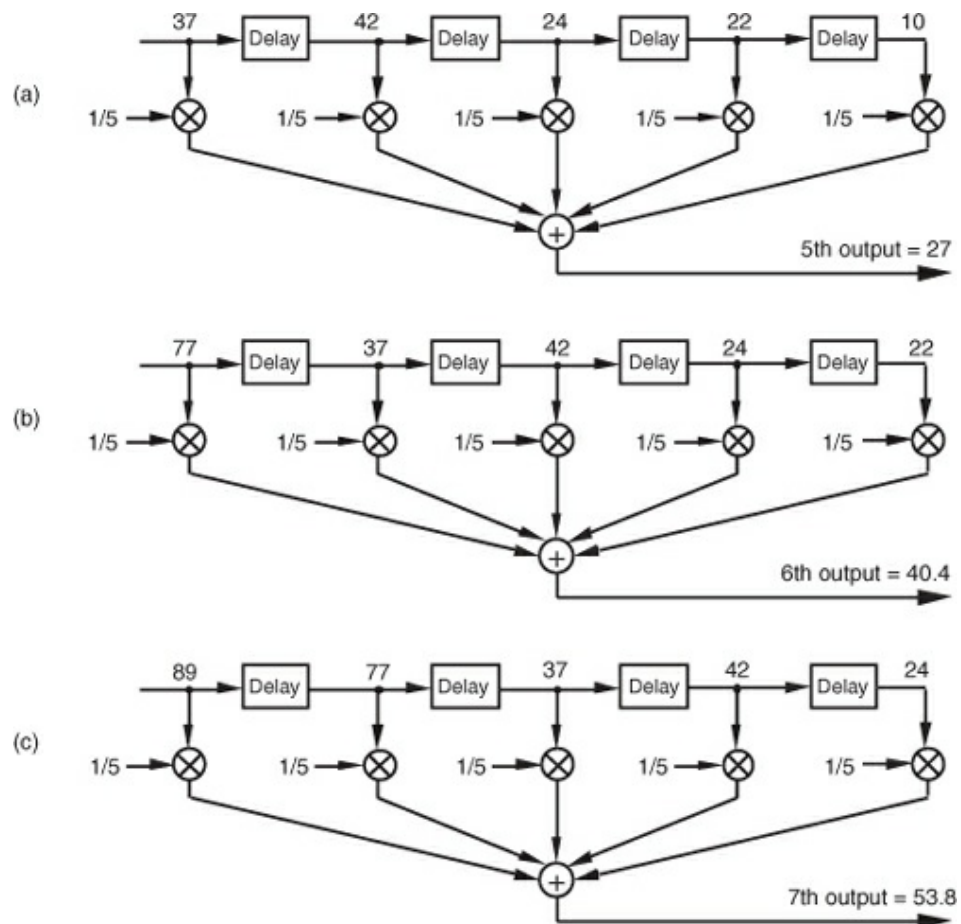 37 42 24 22 10
Delay Delay Delay Delay
(a)
1/5 1/5 1/5 1/5 1/5
+
5th output = 27
77 37 42 24 22
Delay Delay Delay Delay
(b)
1/5 1/5 1/5 1/5 1/5
+
6th output = 40.4
89 77 37 42 24
Delay Delay Delay Delay
(c)
1/5 1/5 1/5 1/5 1/5
+
7th output = 53.8